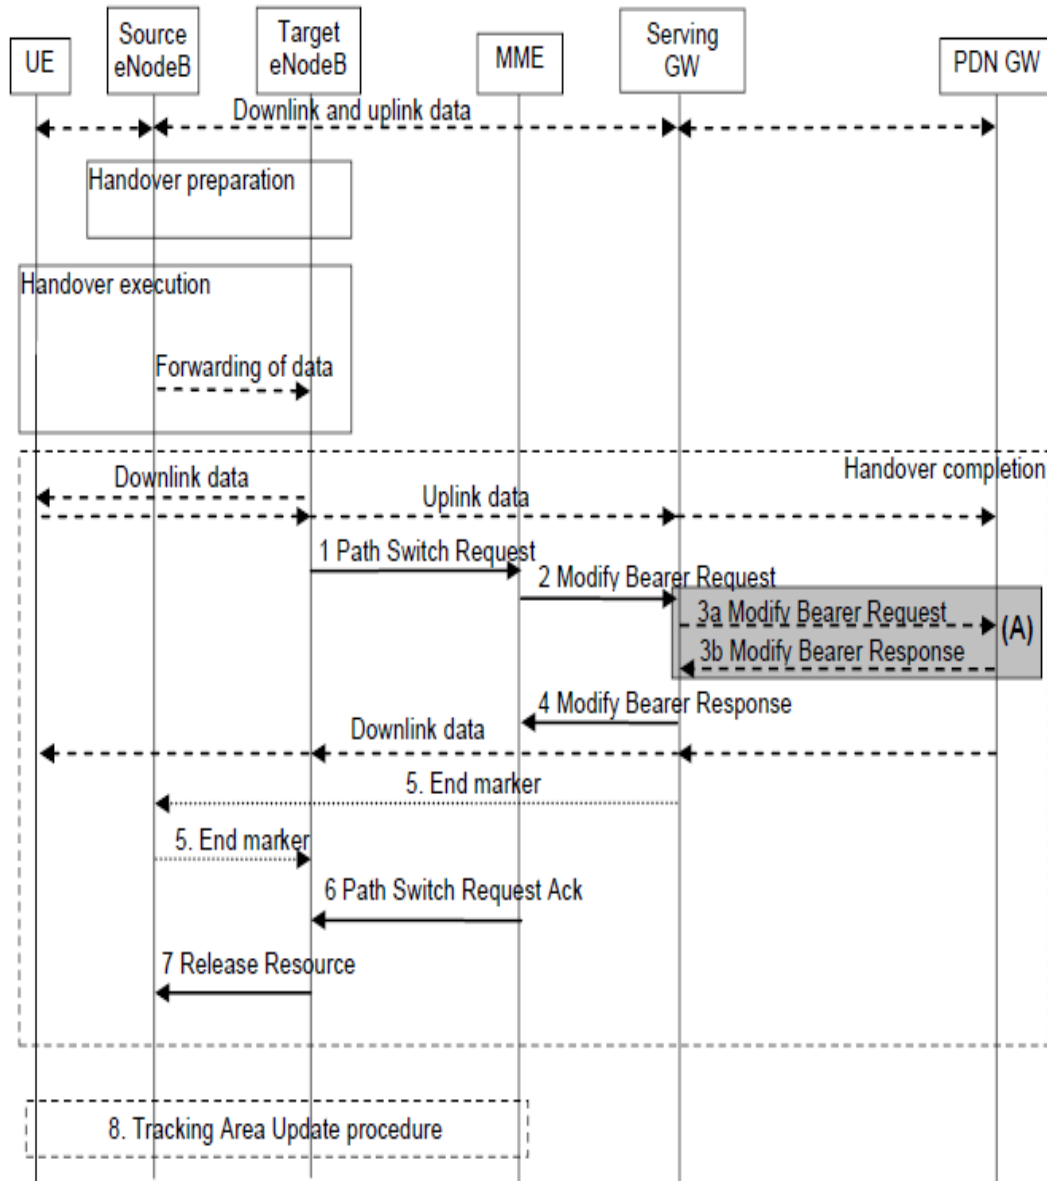 UE
Source
eNodeB
Target
eNodeB
MME
Serving
GW
PDN GW
Downlink and uplink data
Handover preparation
Handover execution
Forwarding of data
Handover completion
Downlink data
Uplink data
1 Path Switch Request
2 Modify Bearer Request
3a Modify Bearer Request
(A)
3b Modify Bearer Response
4 Modify Bearer Response
Downlink data
5. End marker
5. End marker
6 Path Switch Request Ack
7 Release Resource
8. Tracking Area Update procedure